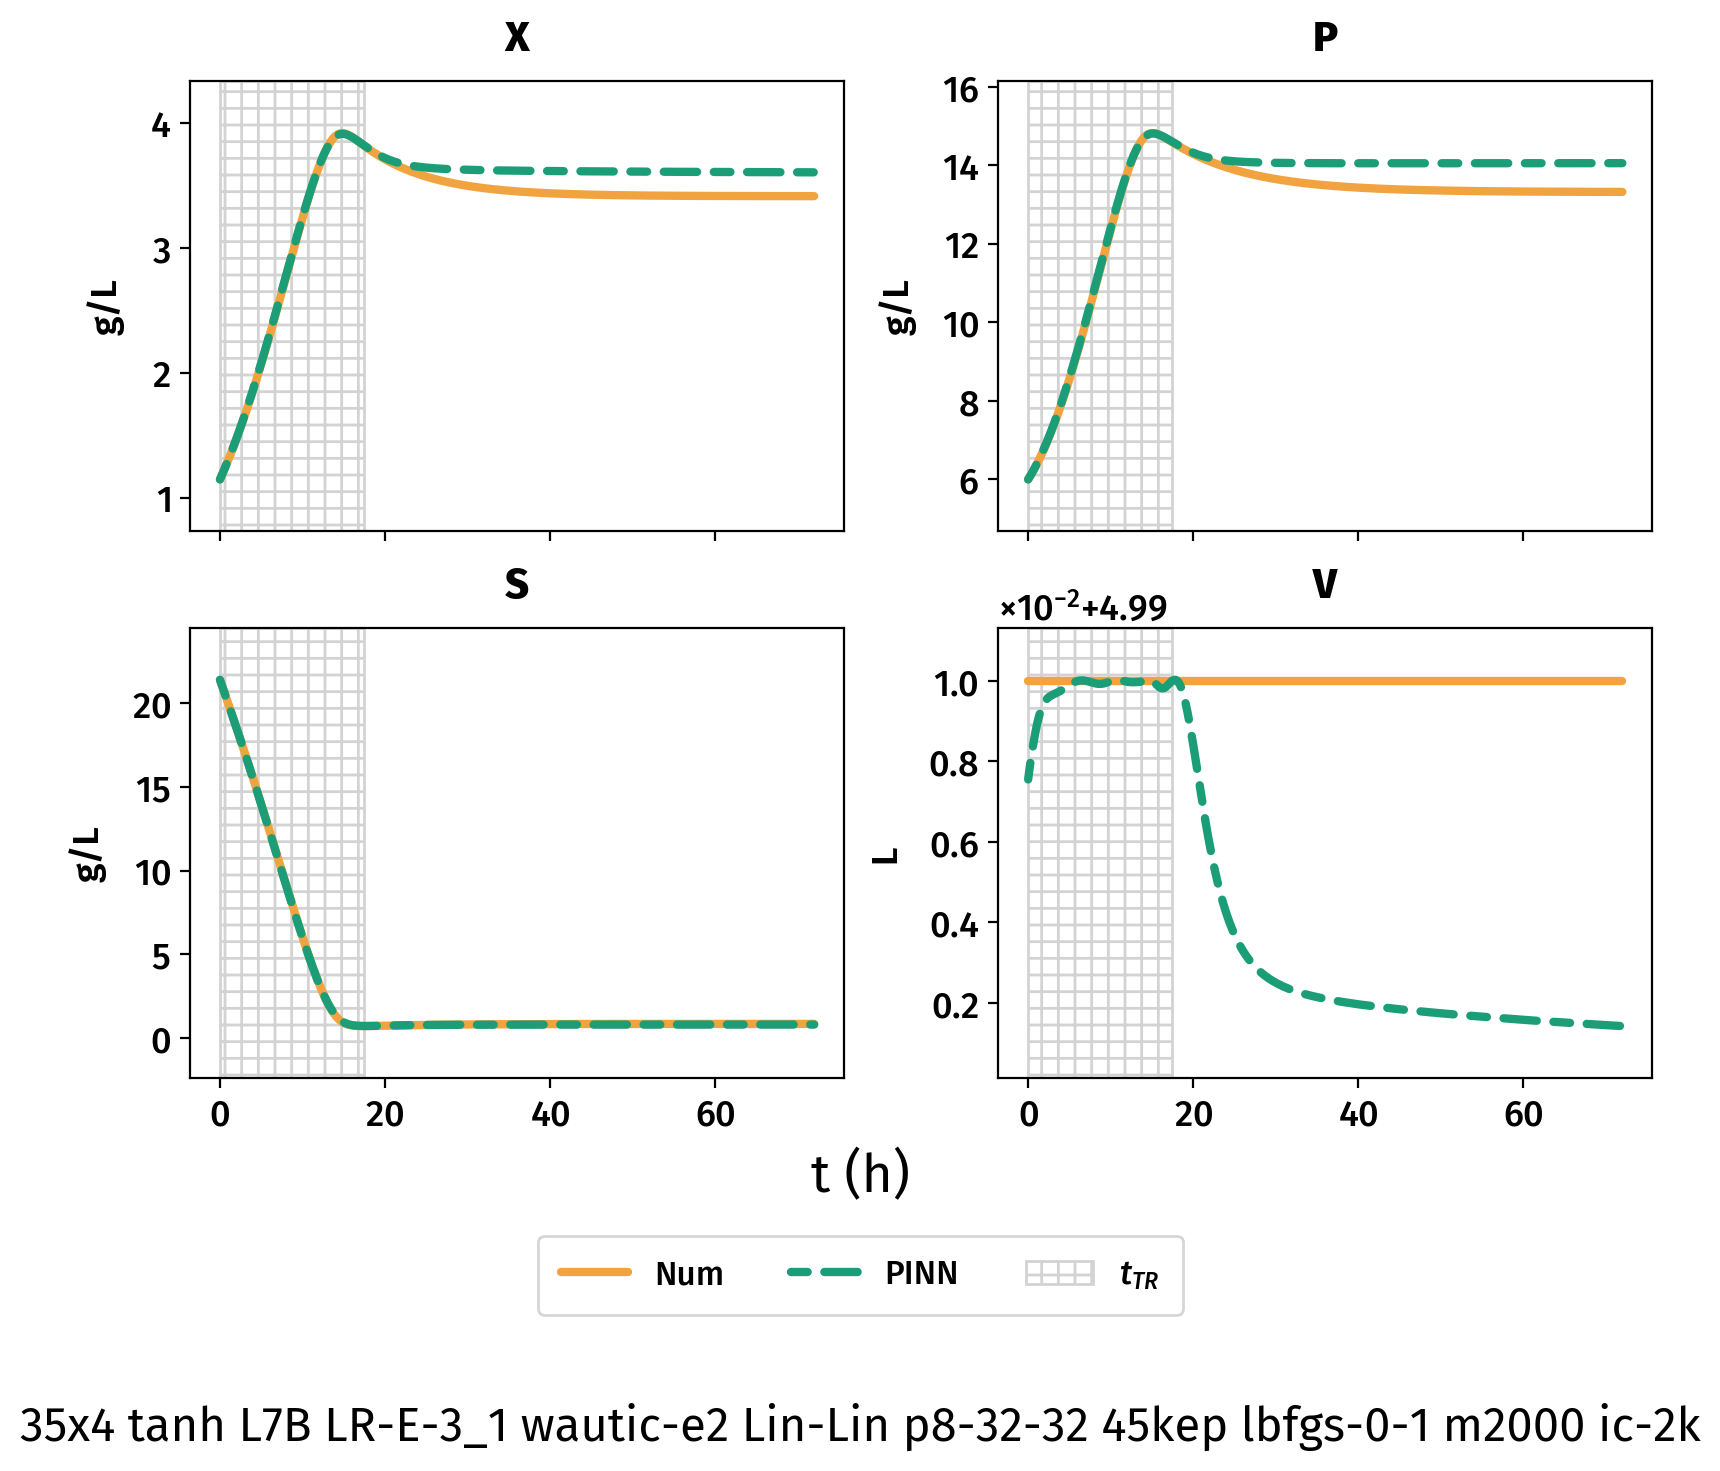 X
P
4
3
2
1
g/L
16
14
12
10
8
6
g/L
S
V
×10⁻²+4.99
20
15
10
5
0
g/L
1.0
0.8
0.6
0.4
0.2
L
0 20 40 60
0 20 40 60
t (h)
Num PINN t_TR
35x4 tanh L7B LR-E-3_1 wautic-e2 Lin-Lin p8-32-32 45kep lbfgs-0-1 m2000 ic-2k